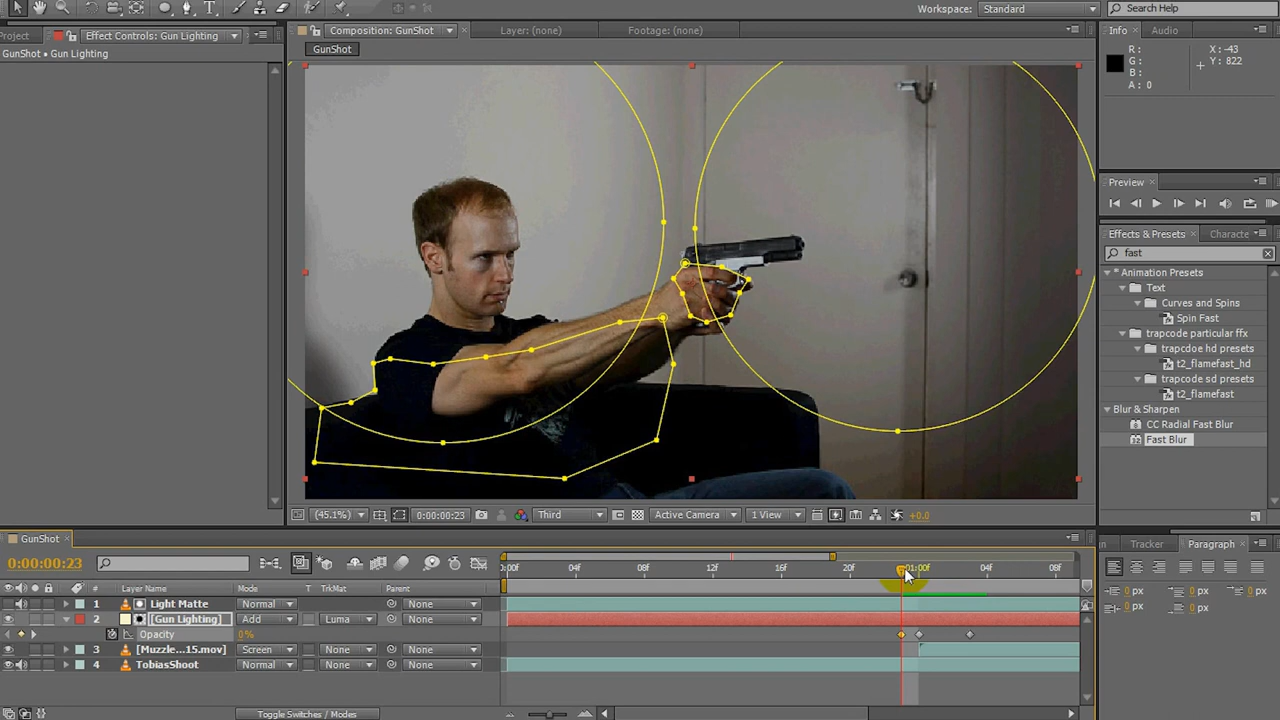 T
Workspace: Standard
Search Help
Project
Effect Controls: Gun Lighting
GunShot • Gun Lighting
Composition: GunShot
Layer: (none)
Footage: (none)
GunShot
Info
Audio
R :
G :
B :
A : 0
X : -43
Y : 822
Preview
Effects & Presets
Characte
fast
* Animation Presets
Text
Curves and Spins
Spin Fast
trapcode particular ffx
trapcdoe hd presets
t2_flamefast_hd
trapcode sd presets
t2_flamefast
Blur & Sharpen
CC Radial Fast Blur
Fast Blur
(45.1%)
0:00:00:23
Third
Active Camera
1 View
+0.0
GunShot
0:00:00:23
0:00f
04f
08f
12f
16f
20f
01:00f
04f
08f
#
Layer Name
Mode
T
TrkMat
Parent
1
Light Matte
Normal
None
2
[Gun Lighting]
Add
Luma
None
Opacity
0%
3
[Muzzle...15.mov]
Screen
None
None
4
TobiasShoot
Normal
None
None
Toggle Switches / Modes
Tracker
Paragraph
0 px
0 px
0 px
0 px
0 px